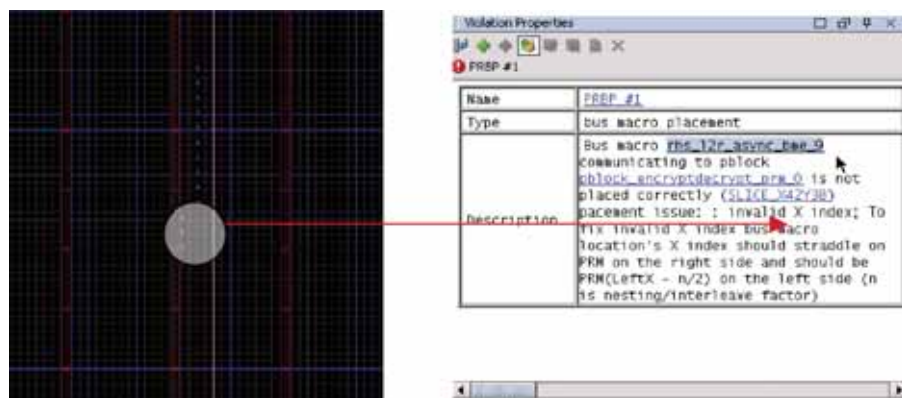 Violation Properties
PRBP #1
Name PRBP #1
Type bus macro placement
Description
Bus macro rhs_l2r_async_bme_9
communicating to pblock
pblock_encryptdecrypt_prm_0 is not
placed correctly (SLICE_X42Y38)
pacement issue: : invalid X index; To
fix invalid X index bus macro
location's X index should straddle on
PRM on the right side and should be
PRM(LeftX - n/2) on the left side (n
is nesting/interleave factor)